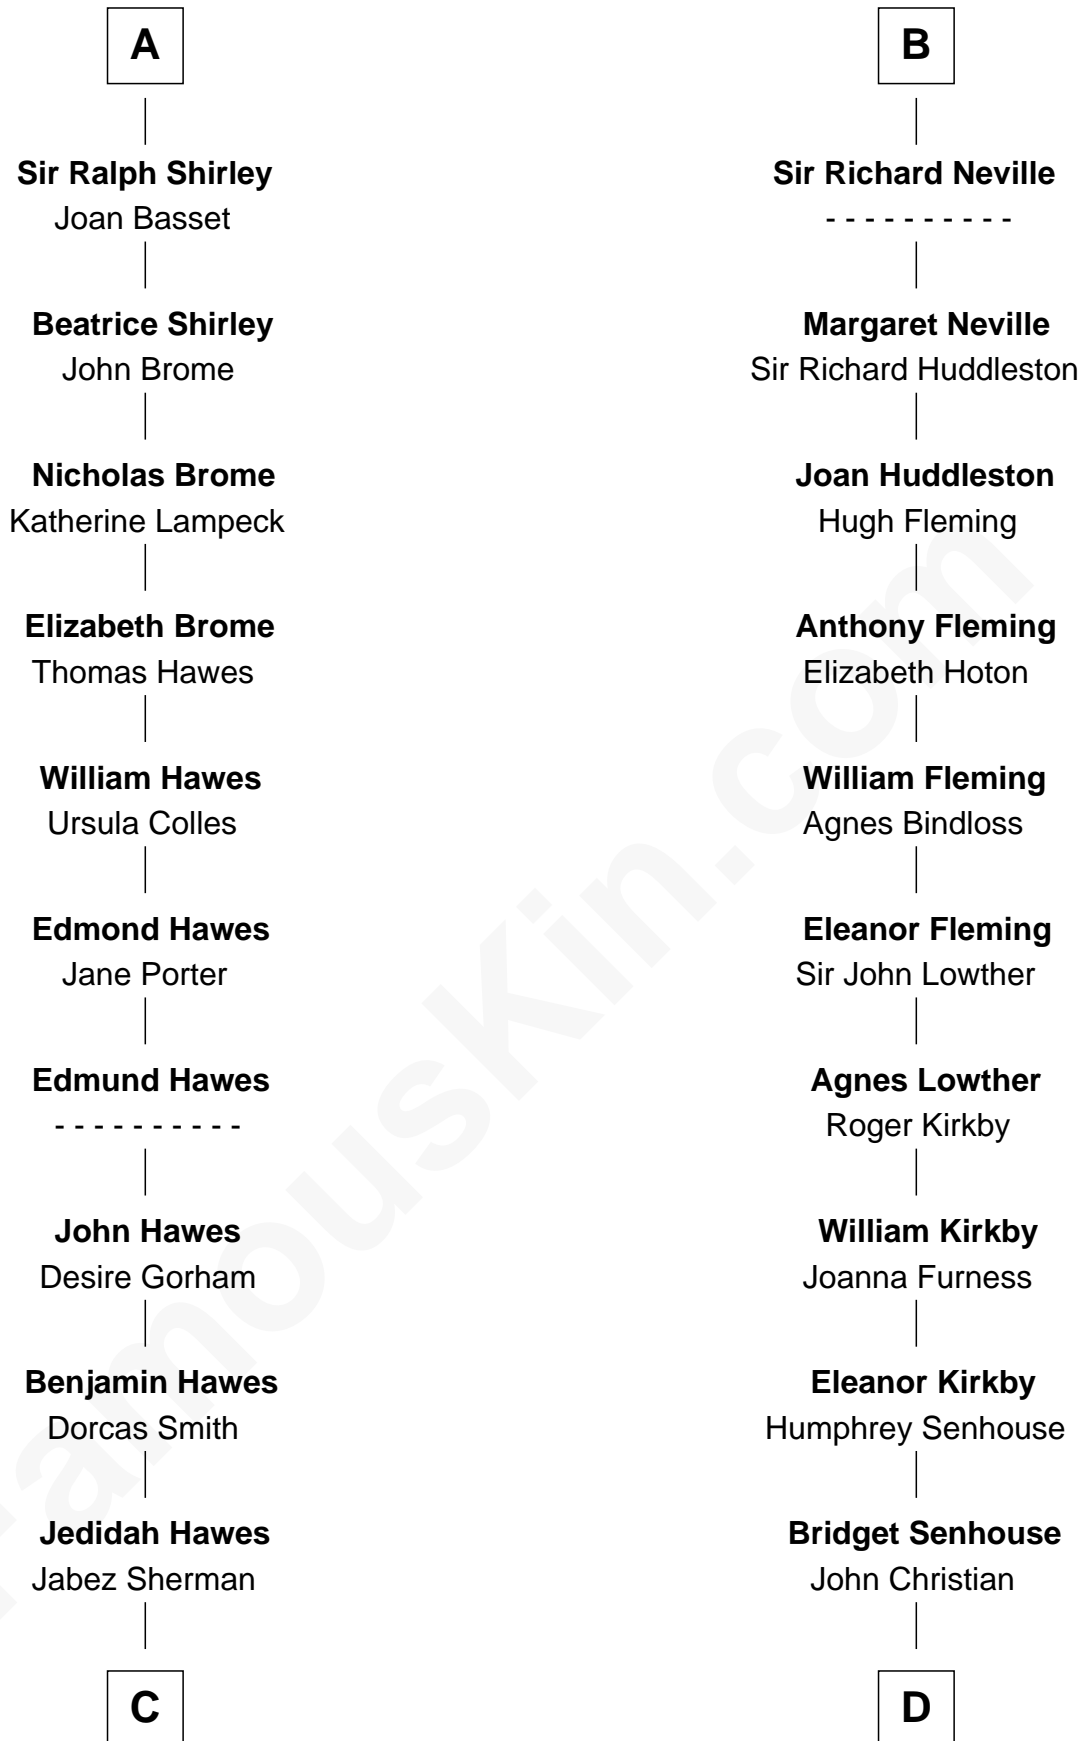 A
Sir Ralph Shirley
Joan Basset
Beatrice Shirley
John Brome
Nicholas Brome
Katherine Lampeck
Elizabeth Brome
Thomas Hawes
William Hawes
Ursula Colles
Edmond Hawes
Jane Porter
Edmund Hawes
- - - - - - - - - -
John Hawes
Desire Gorham
Benjamin Hawes
Dorcas Smith
Jedidah Hawes
Jabez Sherman
C
B
Sir Richard Neville
- - - - - - - - - -
Margaret Neville
Sir Richard Huddleston
Joan Huddleston
Hugh Fleming
Anthony Fleming
Elizabeth Hoton
William Fleming
Agnes Bindloss
Eleanor Fleming
Sir John Lowther
Agnes Lowther
Roger Kirkby
William Kirkby
Joanna Furness
Eleanor Kirkby
Humphrey Senhouse
Bridget Senhouse
John Christian
D
FamousKin.com